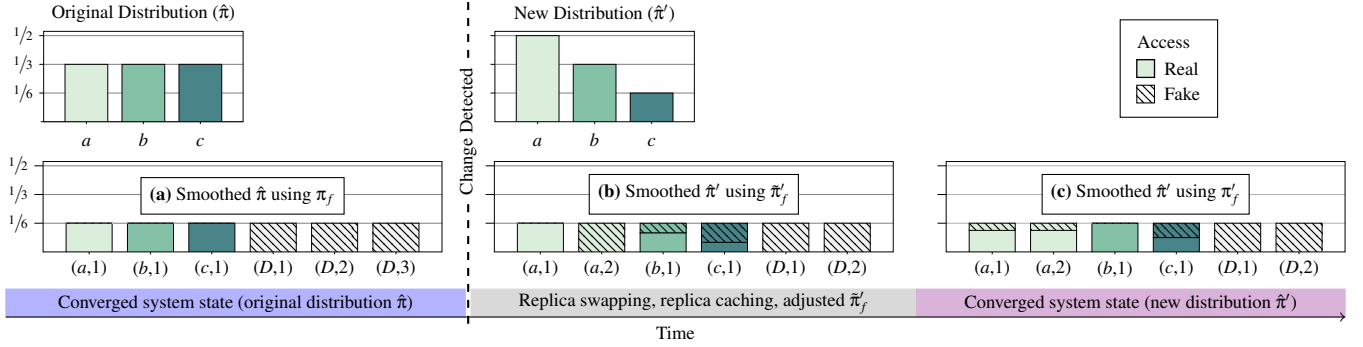 Original Distribution (π̂)
1/2
1/3
1/6
a b c
New Distribution (π̂′)
a b c
Access
Real
Fake
Change Detected
1/2
1/3
1/6
(a) Smoothed π̂ using π_f
(a,1) (b,1) (c,1) (D,1) (D,2) (D,3)
(b) Smoothed π̂′ using π̃′_f
(a,1) (a,2) (b,1) (c,1) (D,1) (D,2)
(c) Smoothed π̂′ using π′_f
(a,1) (a,2) (b,1) (c,1) (D,1) (D,2)
Converged system state (original distribution π̂)
Replica swapping, replica caching, adjusted π̃′_f
Converged system state (new distribution π̂′)
Time